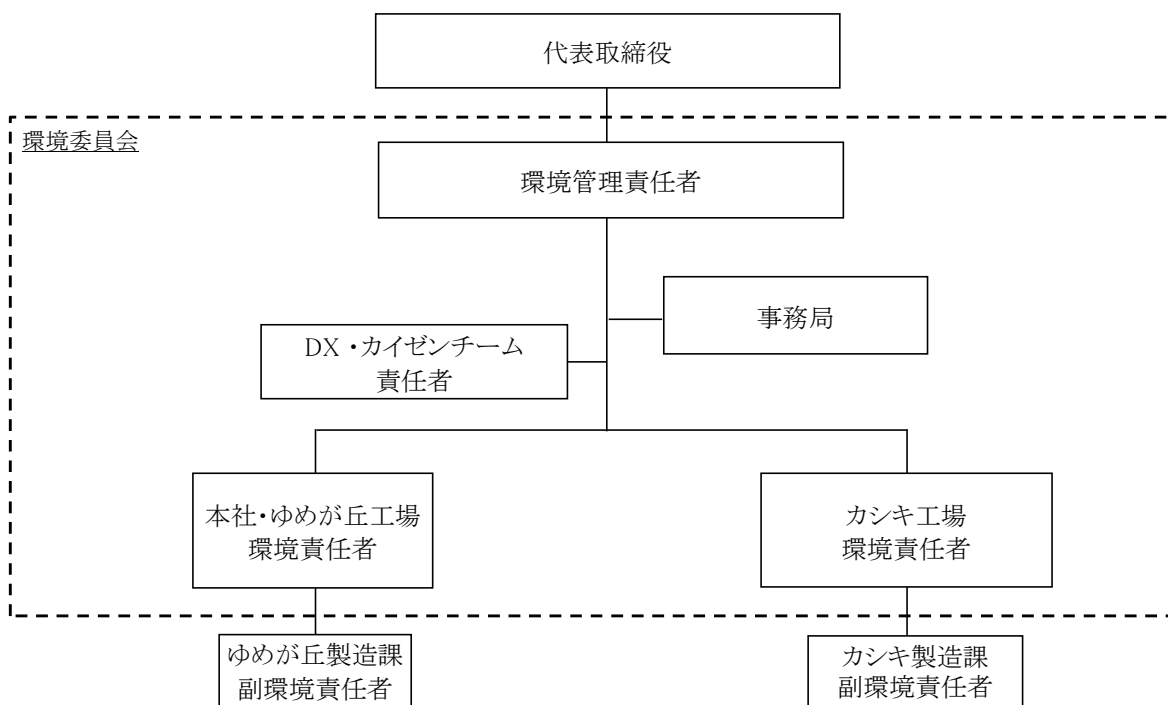 代表取締役
環境委員会
環境管理責任者
事務局
DX・カイゼンチーム
責任者
本社・ゆめが丘工場
環境責任者
カシキ工場
環境責任者
ゆめが丘製造課
副環境責任者
カシキ製造課
副環境責任者